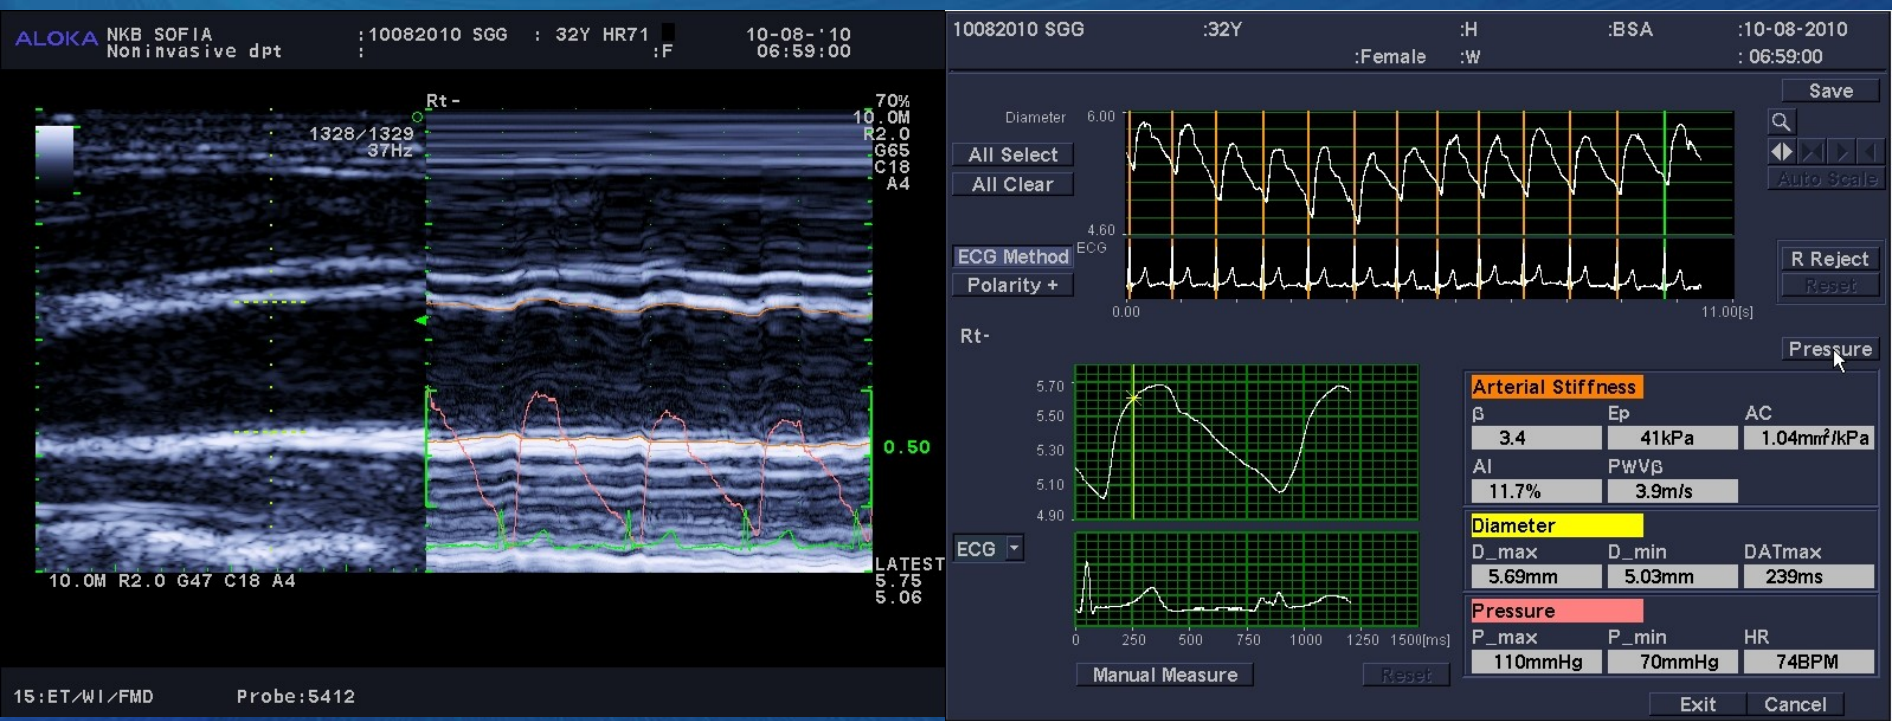 ALOKA NKB SOFIA :10082010 SGG : 32Y HR71 10-08-'10
Noninvasive dpt : :F 06:59:00
Rt-
70%
10.0M
R2.0
G65
C18
A4
1328/1329
37Hz
0.50
LATEST
5.75
5.06
10.0M R2.0 G47 C18 A4
15:ET/WI/FMD Probe:5412
10082010 SGG :32Y :H :BSA :10-08-2010
:Female :W : 06:59:00
Save
Diameter 6.00
All Select
All Clear
Auto Scale
4.60
ECG
ECG Method
Polarity +
R Reject
Reset
0.00 11.00[s]
Rt-
Pressure
5.70
5.50
5.30
5.10
4.90
ECG
0 250 500 750 1000 1250 1500[ms]
Manual Measure Reset
Arterial Stiffness
β Ep AC
3.4 41kPa 1.04mm²/kPa
AI PWVβ
11.7% 3.9m/s
Diameter
D_max D_min DATmax
5.69mm 5.03mm 239ms
Pressure
P_max P_min HR
110mmHg 70mmHg 74BPM
Exit Cancel